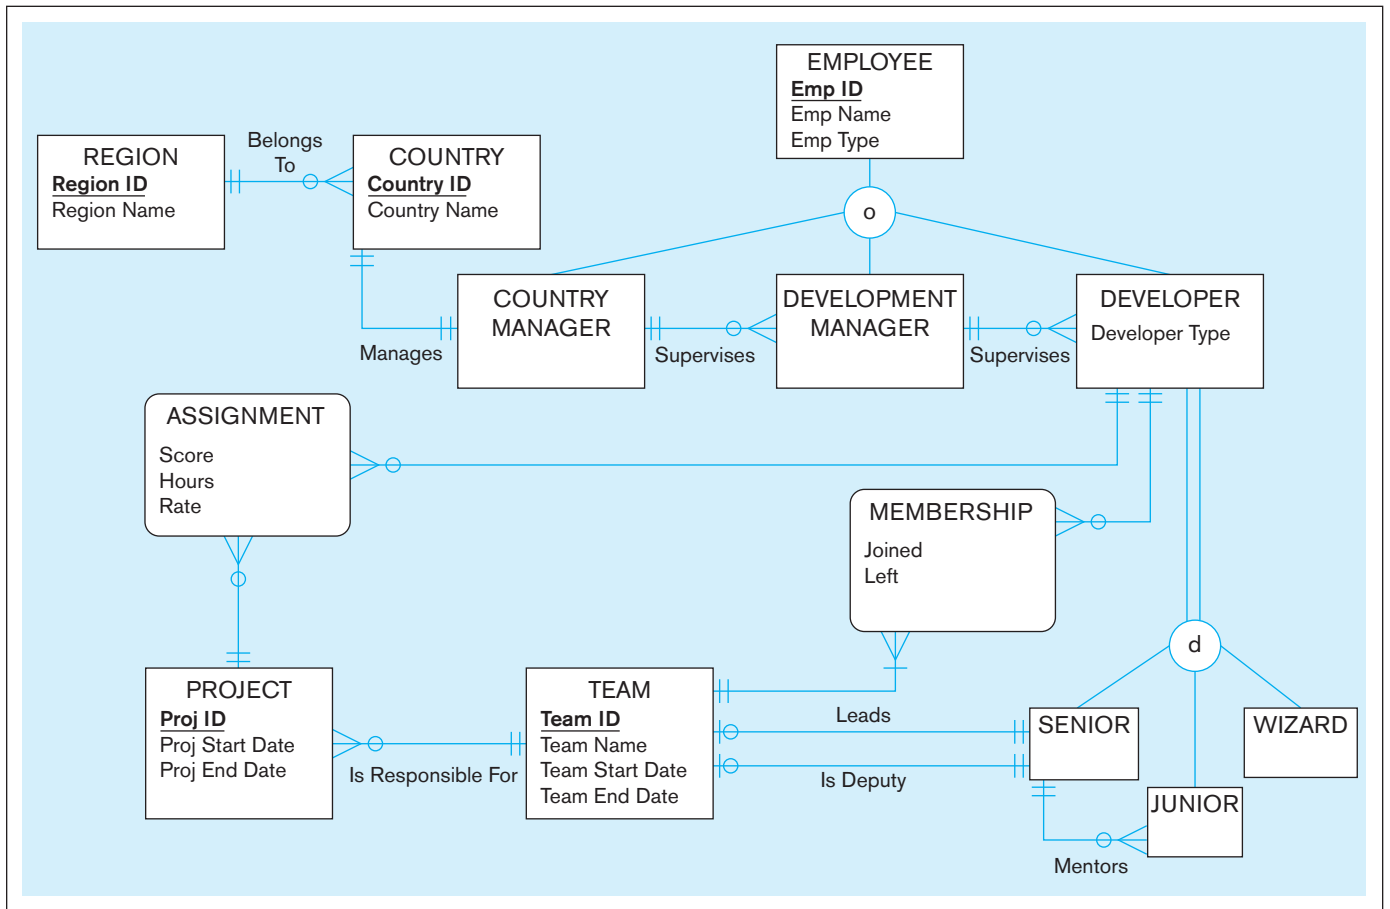 EMPLOYEE
Emp ID
Emp Name
Emp Type
REGION
Region ID
Region Name
Belongs
To
COUNTRY
Country ID
Country Name
o
COUNTRY
MANAGER
DEVELOPMENT
MANAGER
DEVELOPER
Developer Type
Manages
Supervises
Supervises
ASSIGNMENT
Score
Hours
Rate
MEMBERSHIP
Joined
Left
d
PROJECT
Proj ID
Proj Start Date
Proj End Date
Is Responsible For
TEAM
Team ID
Team Name
Team Start Date
Team End Date
Leads
Is Deputy
SENIOR
WIZARD
JUNIOR
Mentors